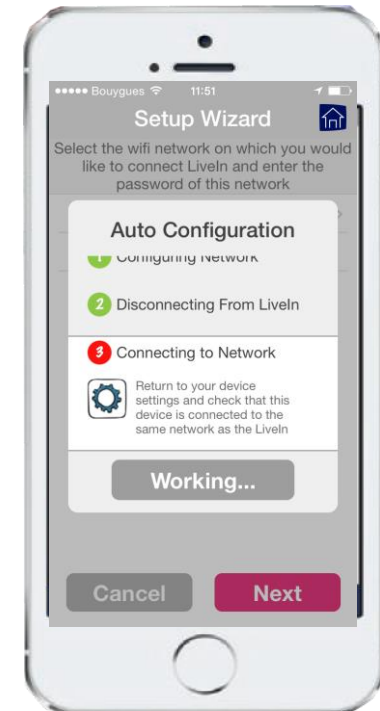 Bouygues 11:51
Setup Wizard
Select the wifi network on which you would
like to connect LiveIn and enter the
password of this network
Auto Configuration
1 Configuring Network
2 Disconnecting From LiveIn
3 Connecting to Network
Return to your device
settings and check that this
device is connected to the
same network as the LiveIn
Working...
Cancel Next